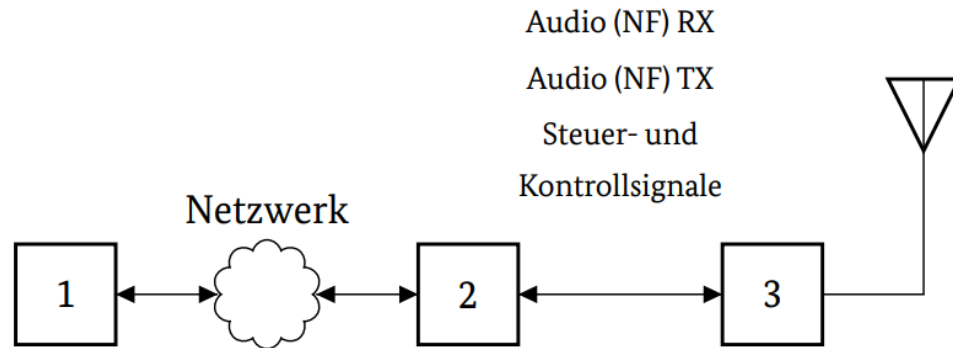 Audio (NF) RX
Audio (NF) TX
Steuer- und
Kontrollsignale
Netzwerk
1
2
3